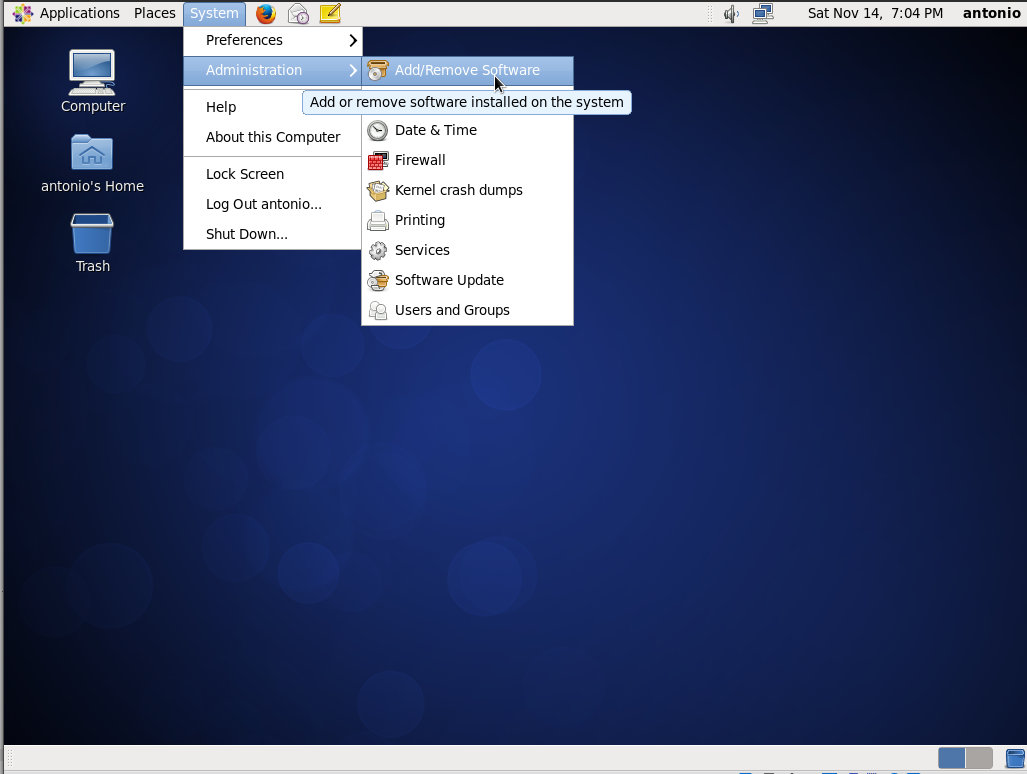 Applications Places System Sat Nov 14, 7:04 PM antonio
Preferences
Administration
Help
About this Computer
Lock Screen
Log Out antonio...
Shut Down...
Add/Remove Software
Add or remove software installed on the system
Date & Time
Firewall
Kernel crash dumps
Printing
Services
Software Update
Users and Groups
Computer
antonio's Home
Trash